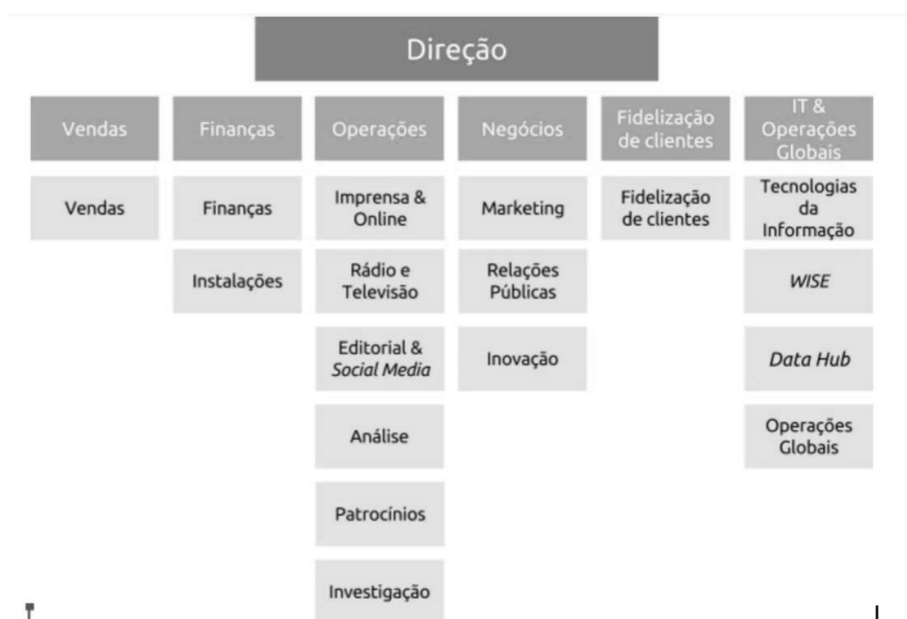 Direção
Vendas
Finanças
Operações
Negócios
Fidelização
de clientes
IT &
Operações
Globais
Vendas
Finanças
Imprensa &
Online
Marketing
Fidelização
de clientes
Tecnologias
da
Informação
Instalações
Rádio e
Televisão
Relações
Públicas
WISE
Editorial &
Social Media
Inovação
Data Hub
Análise
Operações
Globais
Patrocínios
Investigação